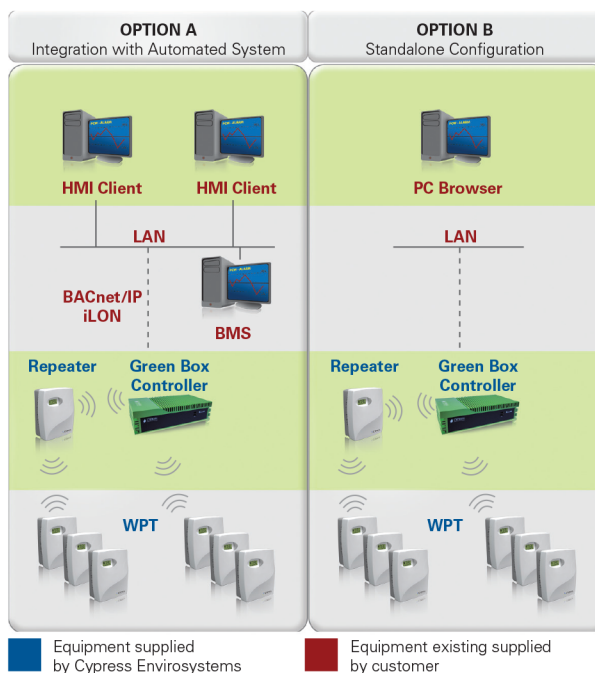 OPTION A
Integration with Automated System
OPTION B
Standalone Configuration
HMI Client
HMI Client
LAN
BACnet/IP
iLON
BMS
Repeater
Green Box
Controller
WPT
PC Browser
LAN
Repeater
Green Box
Controller
WPT
Equipment supplied
by Cypress Envirosystems
Equipment existing supplied
by customer